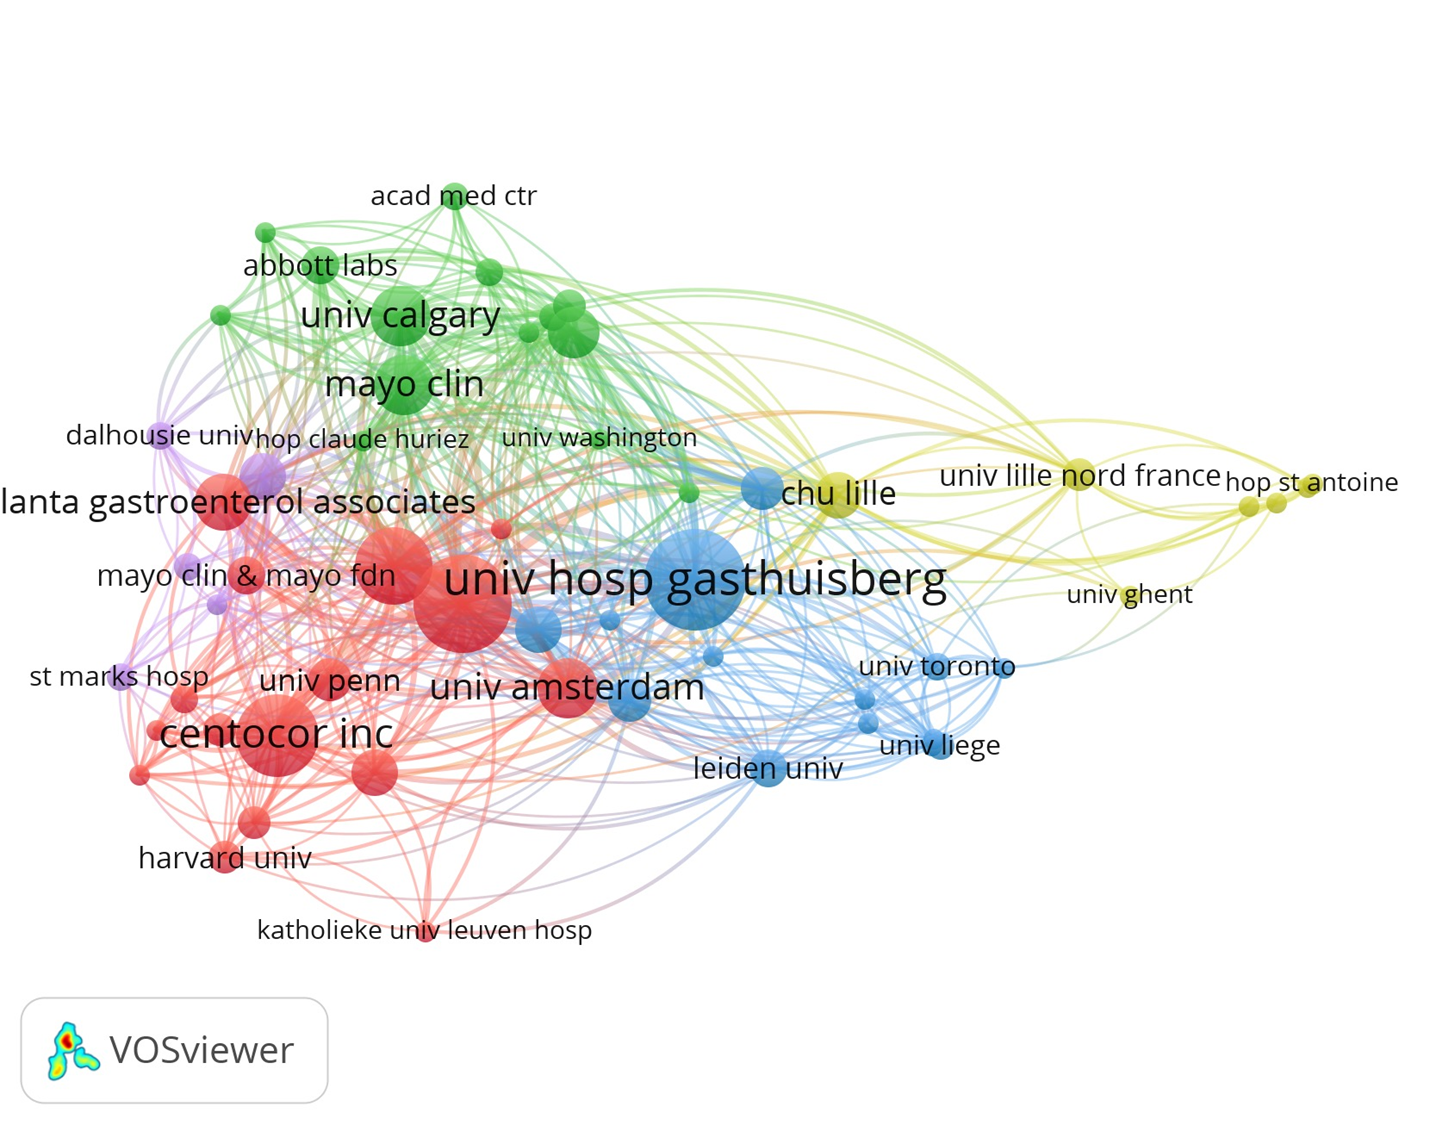 acad med ctr
abbott labs
univ calgary
mayo clin
dalhousie univ
hop claude huriez
univ washington
lanta gastroenterol associates
chu lille
univ lille nord france
hop st antoine
mayo clin & mayo fdn
univ hosp gasthuisberg
univ ghent
st marks hosp
univ penn
univ amsterdam
univ toronto
centocor inc
univ liege
leiden univ
harvard univ
katholieke univ leuven hosp
VOSviewer